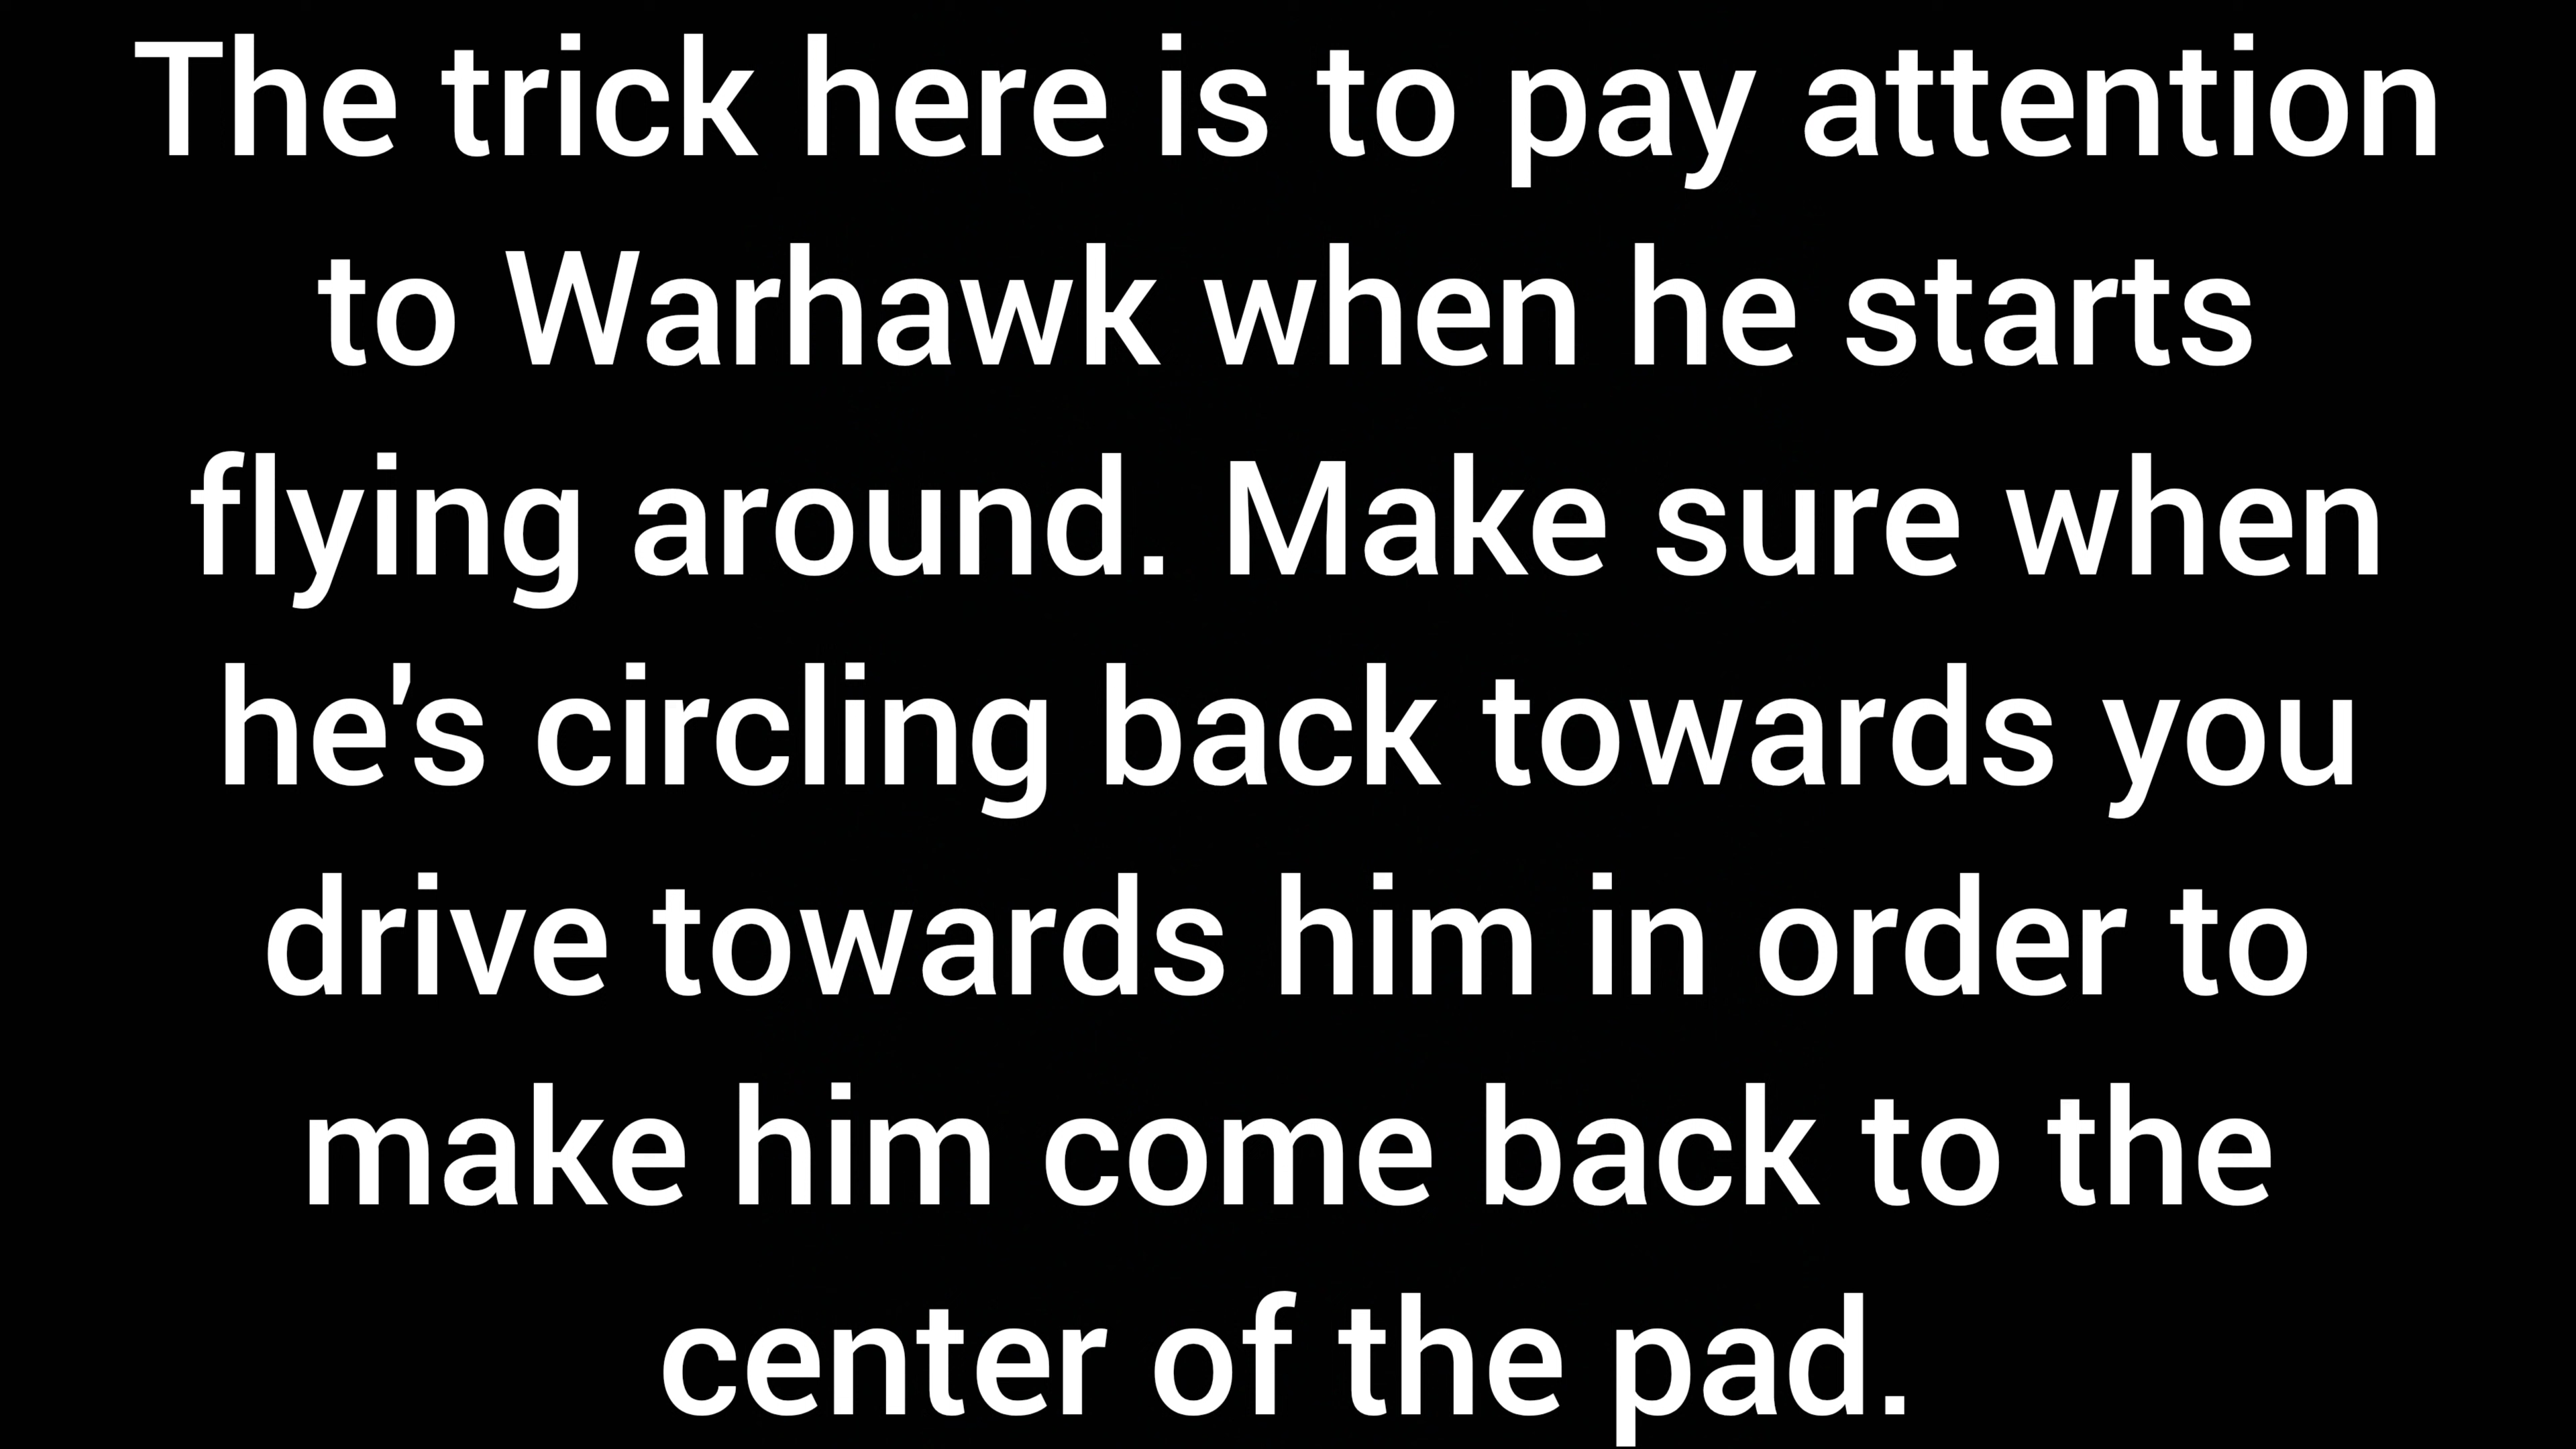 The trick here is to pay attention
to Warhawk when he starts
flying around. Make sure when
he's circling back towards you
drive towards him in order to
make him come back to the
center of the pad.